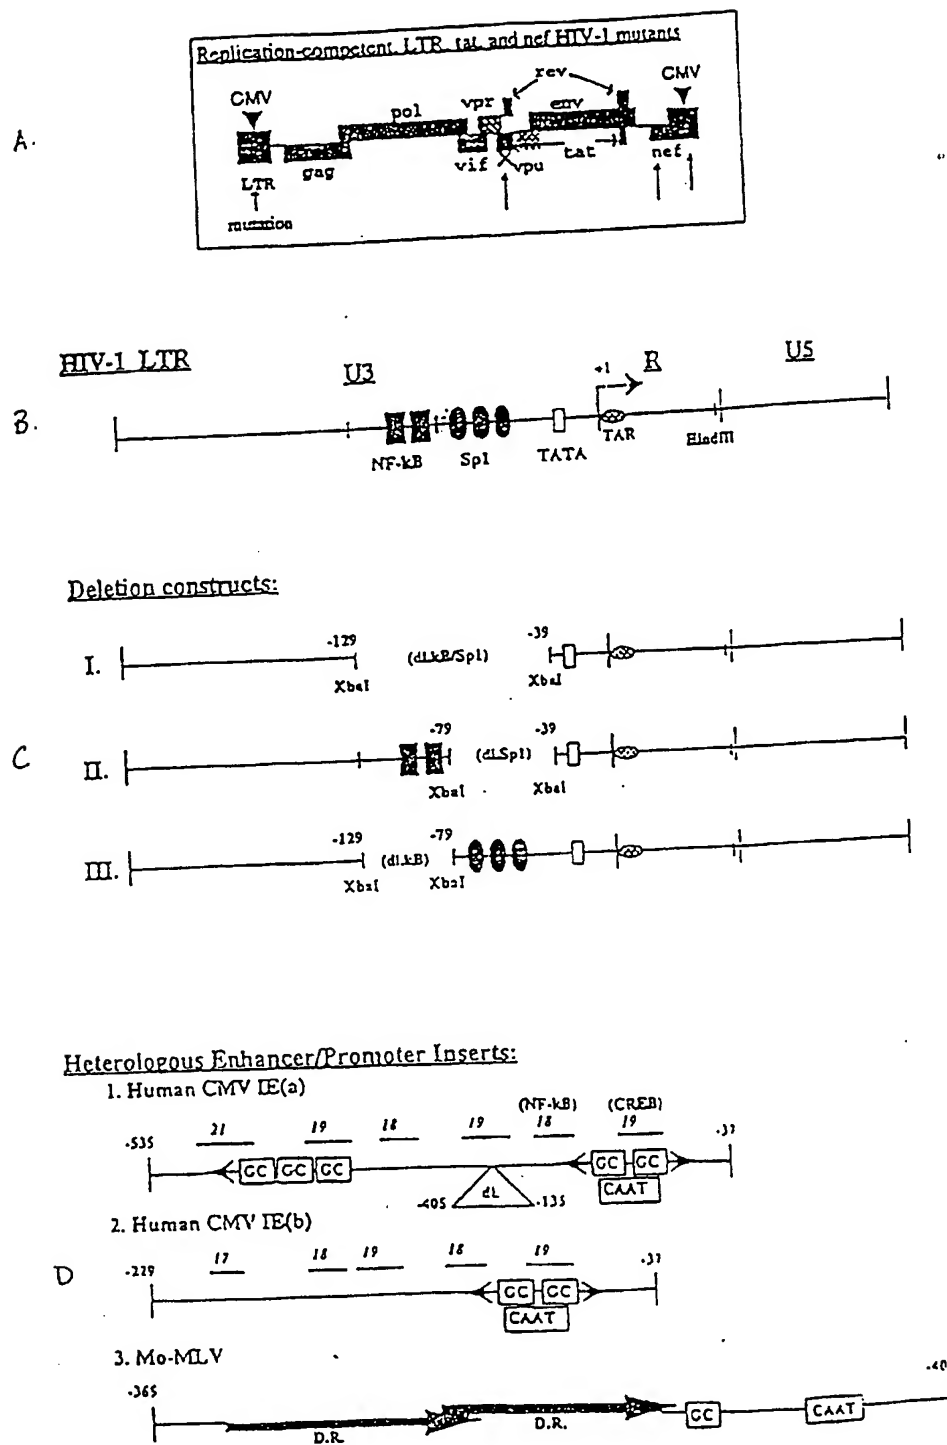 Replication-competent, LTR, tat, and nef HIV-1 mutants
A.
CMV
pol
vpr
rev
env
CMV
LTR
gag
vif
vpu
tat
nef
mutation
HIV-1 LTR
U3
+1
R
U5
B.
NF-kB
Sp1
TATA
TAR
HindIII
Deletion constructs:
I.
-129
(dLkB/Sp1)
-39
XbaI
XbaI
C
II.
-79
(dLSp1)
-39
XbaI
XbaI
III.
-129
(dLkB)
-79
XbaI
XbaI
Heterologous Enhancer/Promoter Inserts:
1. Human CMV IE(a)
(NF-kB)
(CREB)
-535
21
19
18
19
18
19
-37
GC
GC
GC
GC
GC
CAAT
-405
dL
-135
2. Human CMV IE(b)
D
-229
17
18
19
18
19
-37
GC
GC
CAAT
3. Mo-MLV
-365
-40
D.R.
D.R.
GC
CAAT